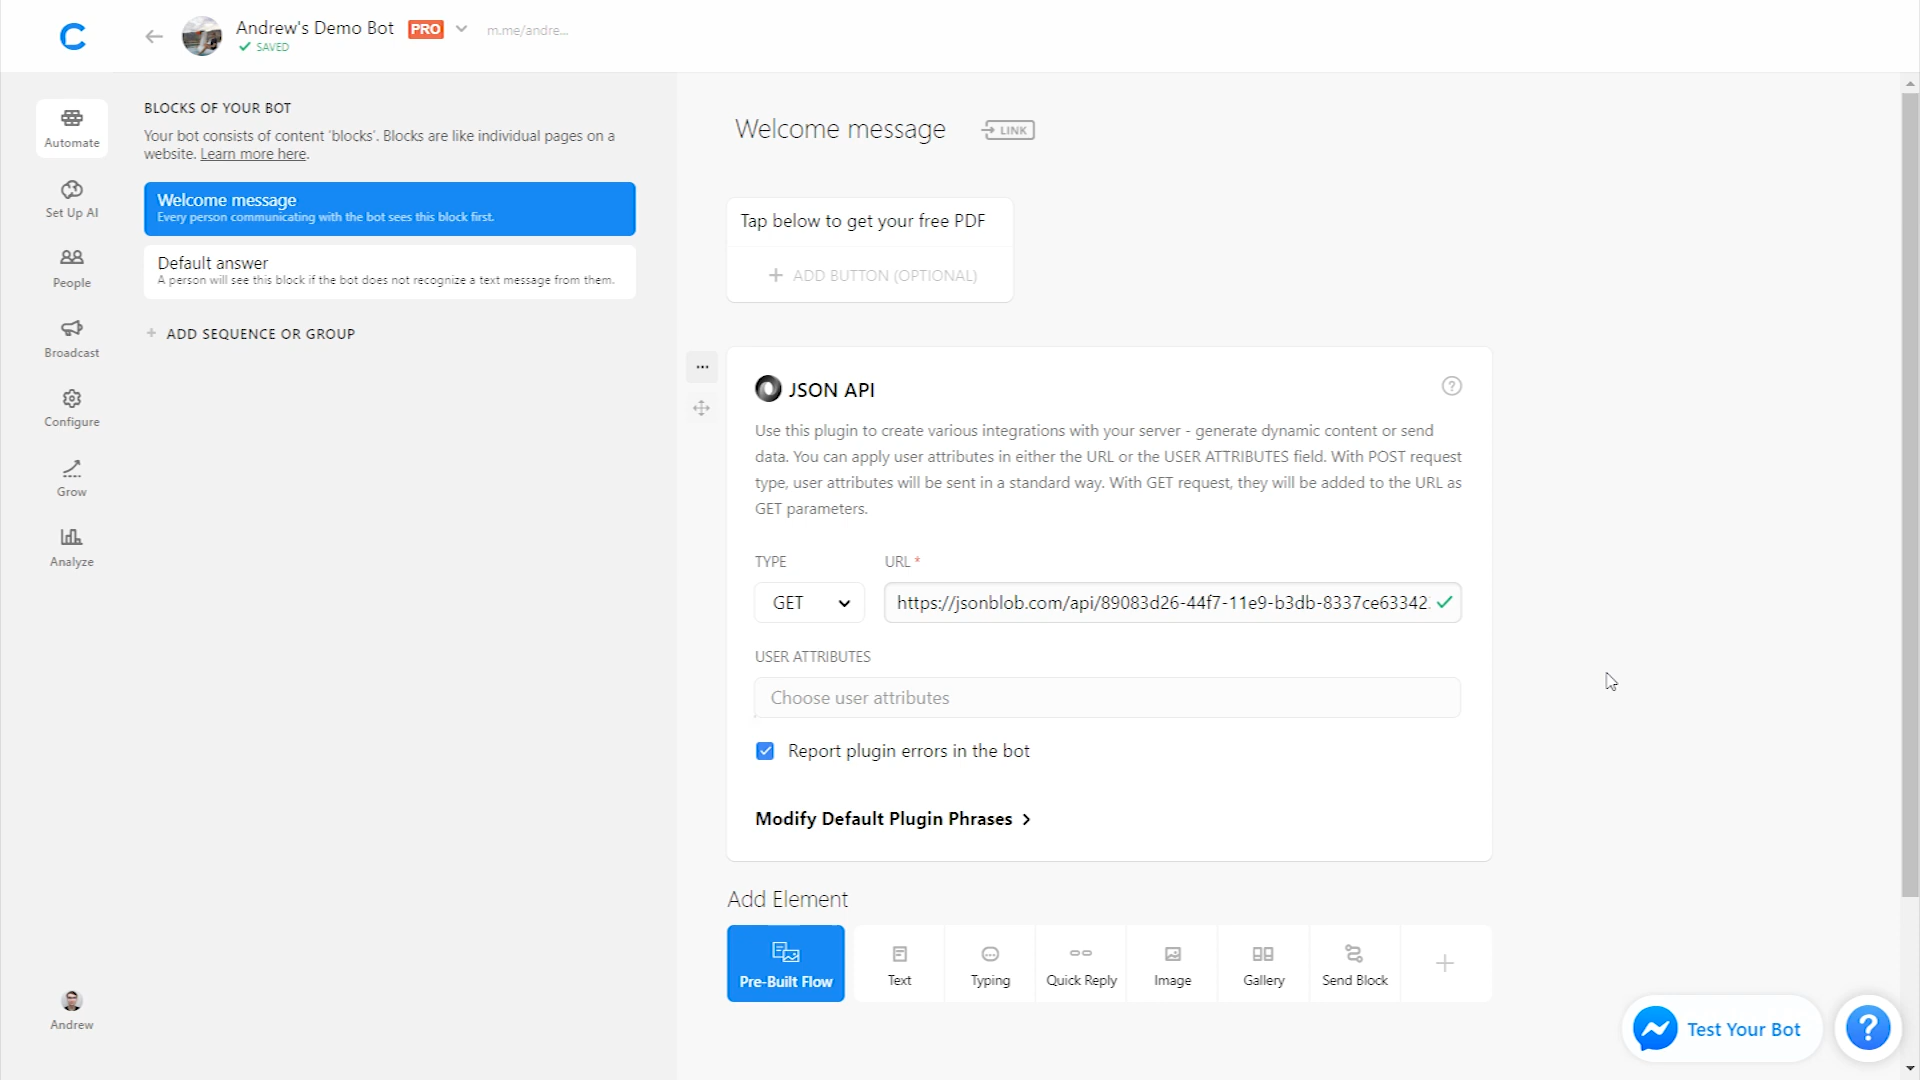 Andrew's Demo Bot PRO m.me/andre...
SAVED
Automate
Set Up AI
People
Broadcast
Configure
Grow
Analyze
Andrew
BLOCKS OF YOUR BOT
Your bot consists of content 'blocks'. Blocks are like individual pages on a
website. Learn more here.
Welcome message
Every person communicating with the bot sees this block first.
Default answer
A person will see this block if the bot does not recognize a text message from them.
+ ADD SEQUENCE OR GROUP
Welcome message LINK
Tap below to get your free PDF
+ ADD BUTTON (OPTIONAL)
JSON API
Use this plugin to create various integrations with your server - generate dynamic content or send
data. You can apply user attributes in either the URL or the USER ATTRIBUTES field. With POST request
type, user attributes will be sent in a standard way. With GET request, they will be added to the URL as
GET parameters.
TYPE URL *
GET https://jsonblob.com/api/89083d26-44f7-11e9-b3db-8337ce63342
USER ATTRIBUTES
Choose user attributes
Report plugin errors in the bot
Modify Default Plugin Phrases >
Add Element
Pre-Built Flow Text Typing Quick Reply Image Gallery Send Block
Test Your Bot